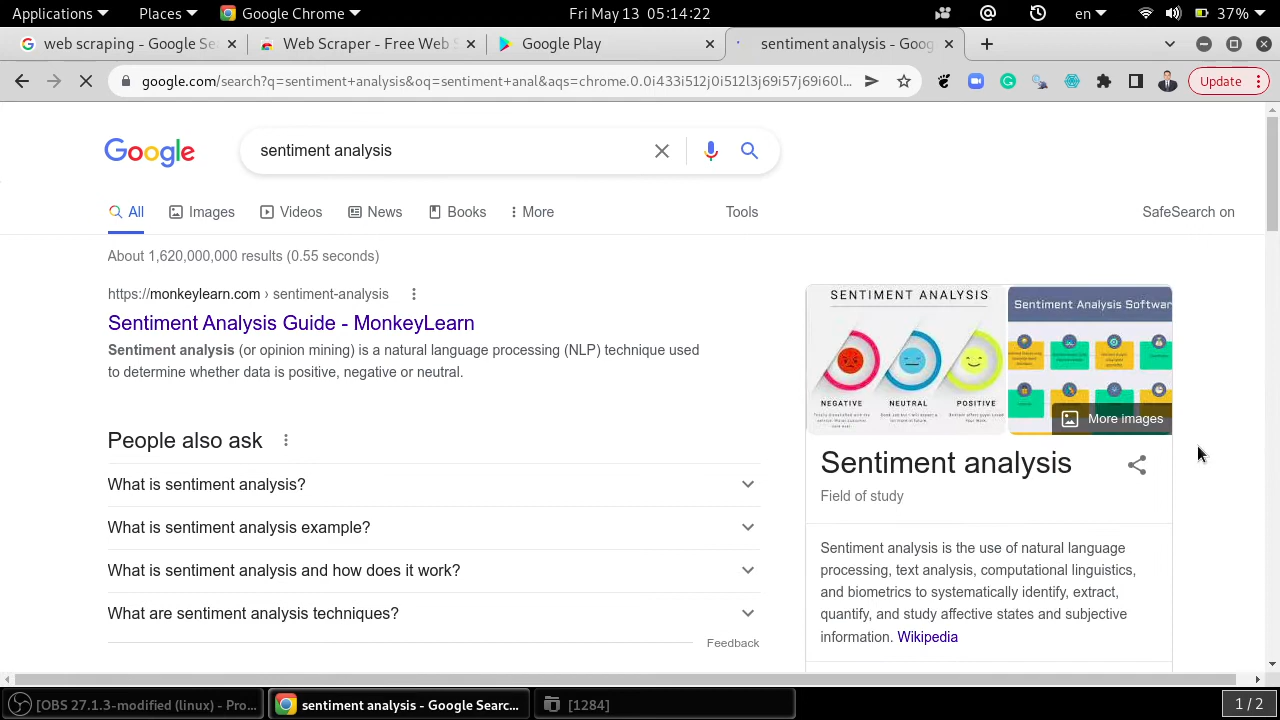 Applications Places Google Chrome Fri May 13 05:14:22 en 37%
web scraping - Google Se Web Scraper - Free Web S Google Play sentiment analysis - Goog
google.com/search?q=sentiment+analysis&oq=sentiment+anal&aqs=chrome.0.0i433i512j0i512l3j69i57j69i60l... Update
Google sentiment analysis
All Images Videos News Books More Tools SafeSearch on
About 1,620,000,000 results (0.55 seconds)
https://monkeylearn.com › sentiment-analysis
Sentiment Analysis Guide - MonkeyLearn
Sentiment analysis (or opinion mining) is a natural language processing (NLP) technique used
to determine whether data is positive, negative or neutral.
People also ask
What is sentiment analysis?
What is sentiment analysis example?
What is sentiment analysis and how does it work?
What are sentiment analysis techniques?
Feedback
SENTIMENT ANALYSIS
NEGATIVE NEUTRAL POSITIVE
Sentiment Analysis Softwar
More images
Sentiment analysis
Field of study
Sentiment analysis is the use of natural language
processing, text analysis, computational linguistics,
and biometrics to systematically identify, extract,
quantify, and study affective states and subjective
information. Wikipedia
[OBS 27.1.3-modified (linux) - Pro... sentiment analysis - Google Searc... [1284] 1 / 2